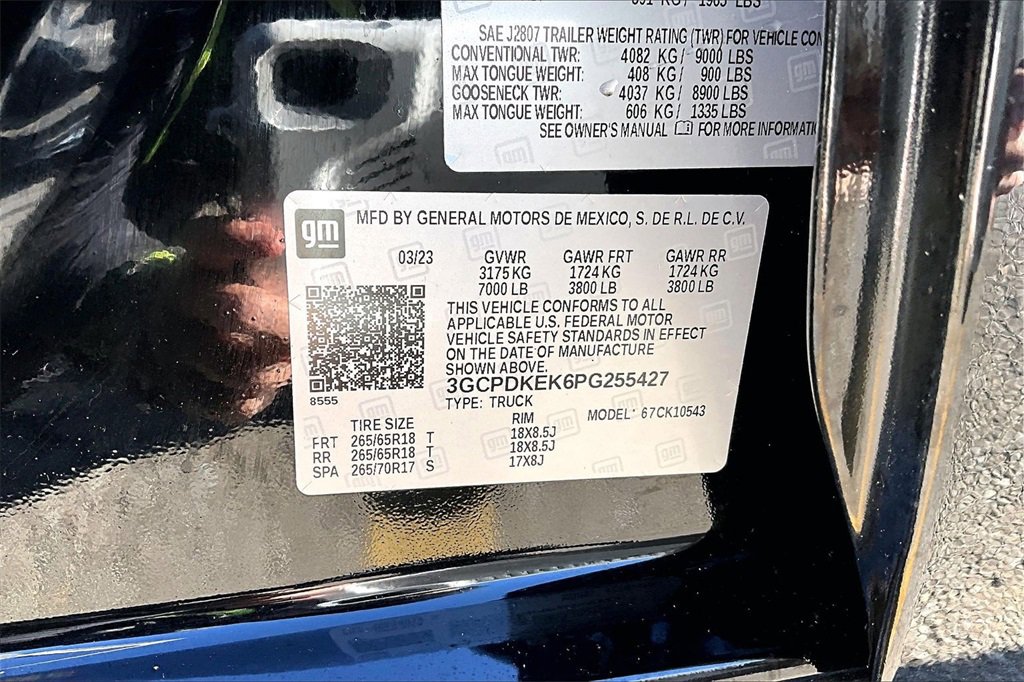 SAE J2807 TRAILER WEIGHT RATING (TWR) FOR VEHICLE
CONVENTIONAL TWR: 4082 KG/ 9000 LBS
MAX TONGUE WEIGHT: 408 KG/ 900 LBS
GOOSENECK TWR: 4037 KG/ 8900 LBS
MAX TONGUE WEIGHT: 606 KG/ 1335 LBS
SEE OWNER'S MANUAL FOR MORE
gm
MFD BY GENERAL MOTORS DE MEXICO, S. DE R.L. DE C.V.
03/23 GVWR GAWR FRT GAWR RR
3175 KG 1724 KG 1724 KG
7000 LB 3800 LB 3800 LB
THIS VEHICLE CONFORMS TO ALL
APPLICABLE U.S. FEDERAL MOTOR
VEHICLE SAFETY STANDARDS IN EFFECT
ON THE DATE OF MANUFACTURE
SHOWN ABOVE.
3GCPDKEK6PG255427
8555
TYPE: TRUCK
MODEL: 67CK10543
TIRE SIZE RIM
FRT 265/65R18 T 18X8.5J
RR 265/65R18 T 18X8.5J
SPA 265/70R17 S 17X8J